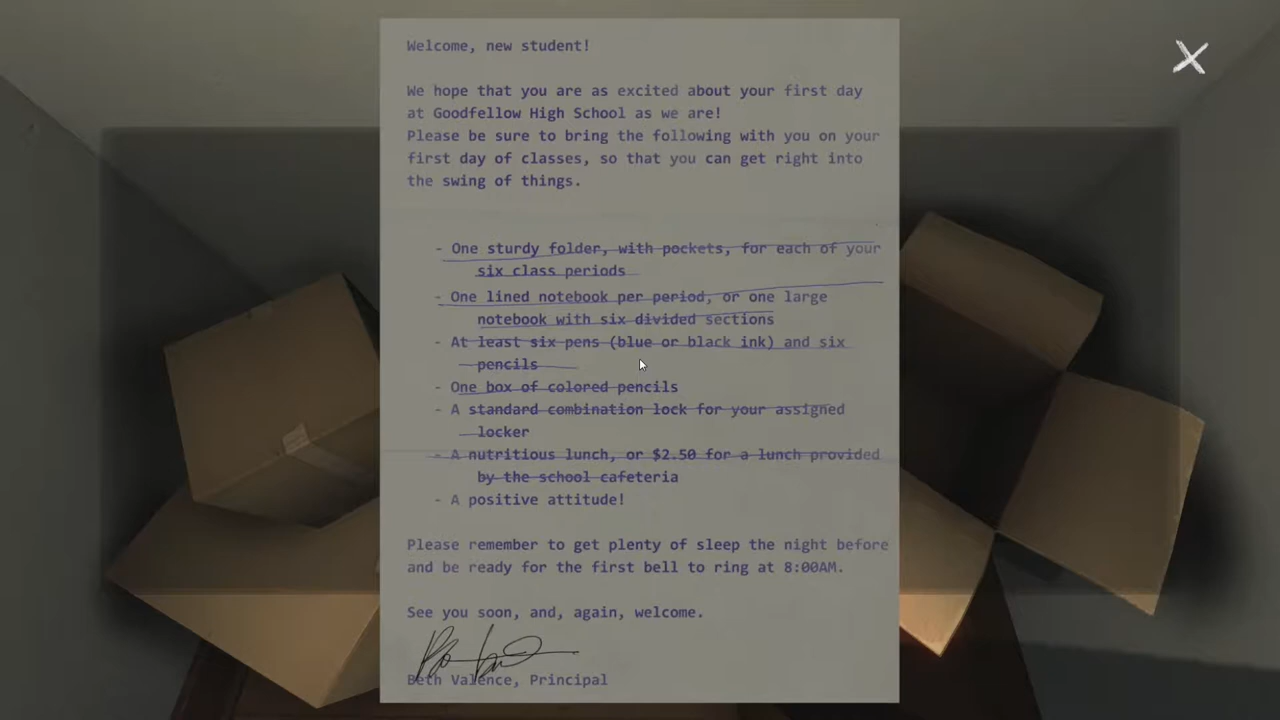 Welcome, new student!
We hope that you are as excited about your first day
at Goodfellow High School as we are!
Please be sure to bring the following with you on your
first day of classes, so that you can get right into
the swing of things.
- One sturdy folder, with pockets, for each of your
six class periods
- One lined notebook per period, or one large
notebook with six divided sections
- At least six pens (blue or black ink) and six
pencils
- One box of colored pencils
- A standard combination lock for your assigned
locker
- A nutritious lunch, or $2.50 for a lunch provided
by the school cafeteria
- A positive attitude!
Please remember to get plenty of sleep the night before
and be ready for the first bell to ring at 8:00AM.
See you soon, and, again, welcome.
Beth Valence, Principal